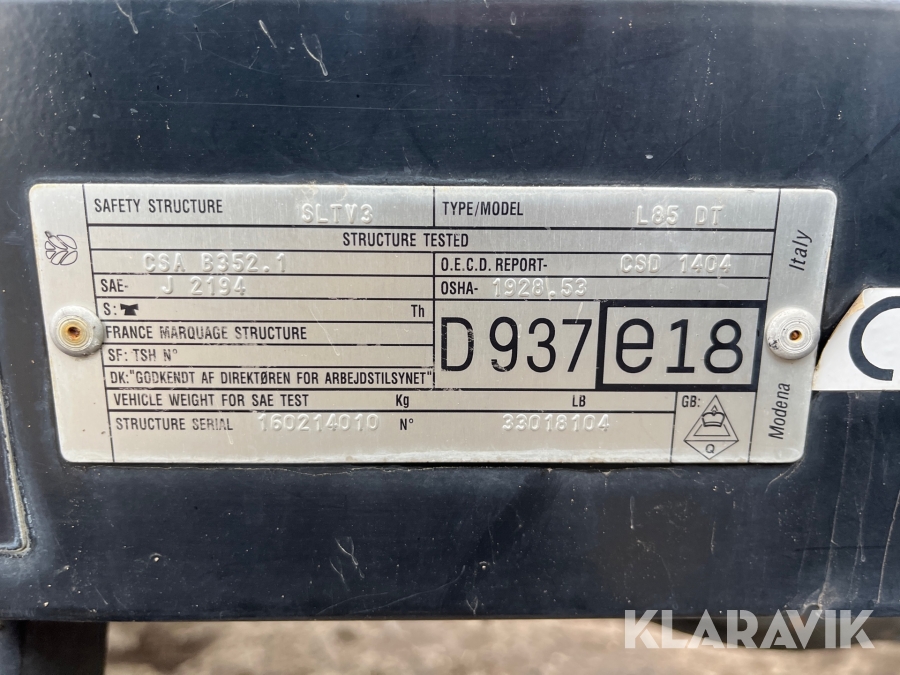 SAFETY STRUCTURE SLTV3 TYPE/MODEL L85 DT
STRUCTURE TESTED
CSA B352.1 O.E.C.D. REPORT- CSD 1404
SAE- J 2194 OSHA- 1928.53
S: Th
FRANCE MARQUAGE STRUCTURE
SF: TSH N°
DK:"GODKENDT AF DIREKTØREN FOR ARBEJDSTILSYNET"
D937 e18
VEHICLE WEIGHT FOR SAE TEST Kg LB
STRUCTURE SERIAL 160214010 N° 33018104
GB:
Q
Modena Italy
KLARAVIK